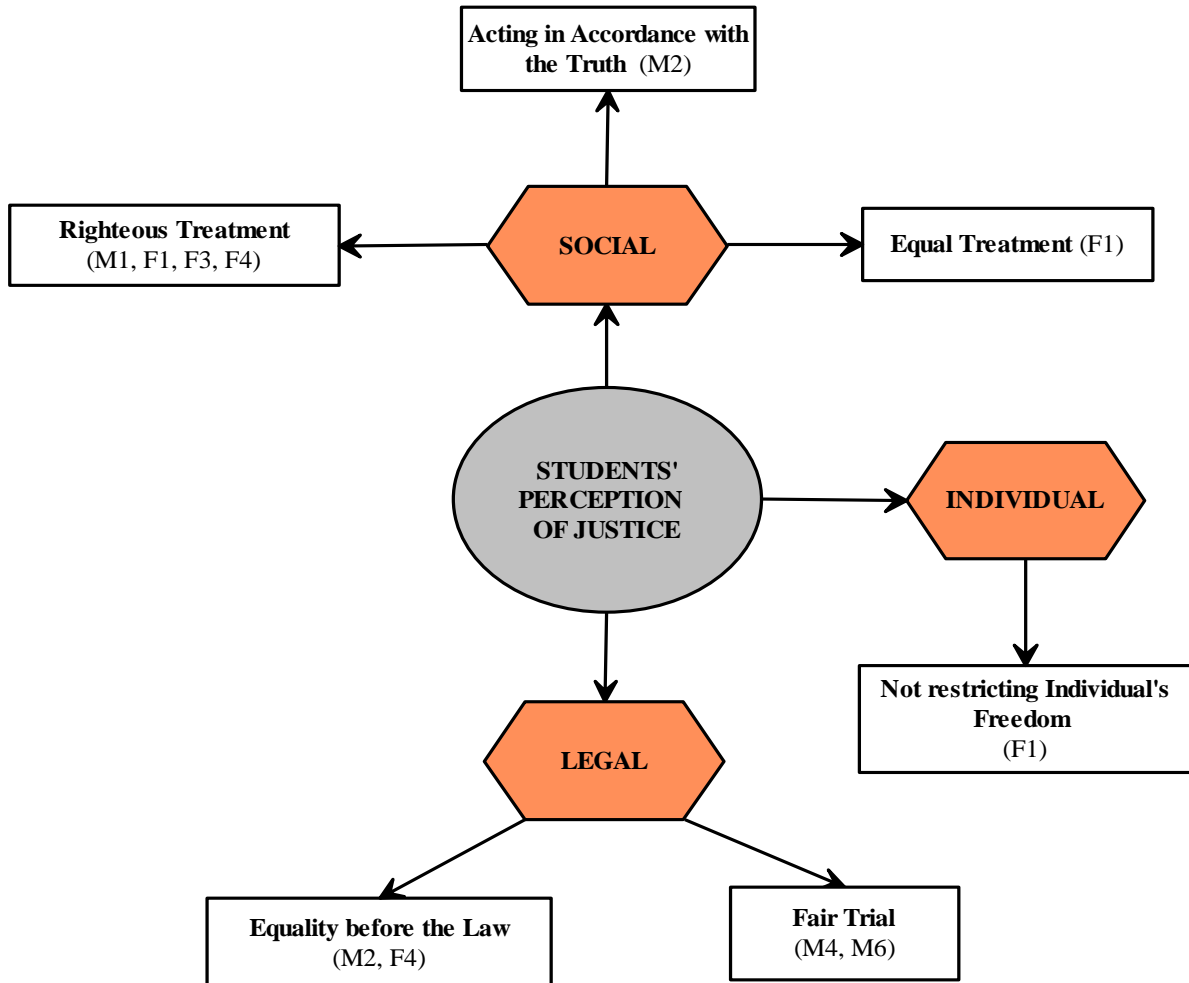 Acting in Accordance with
the Truth (M2)
Righteous Treatment
(M1, F1, F3, F4)
SOCIAL
Equal Treatment (F1)
STUDENTS'
PERCEPTION
OF JUSTICE
INDIVIDUAL
Not restricting Individual's
Freedom
(F1)
LEGAL
Equality before the Law
(M2, F4)
Fair Trial
(M4, M6)